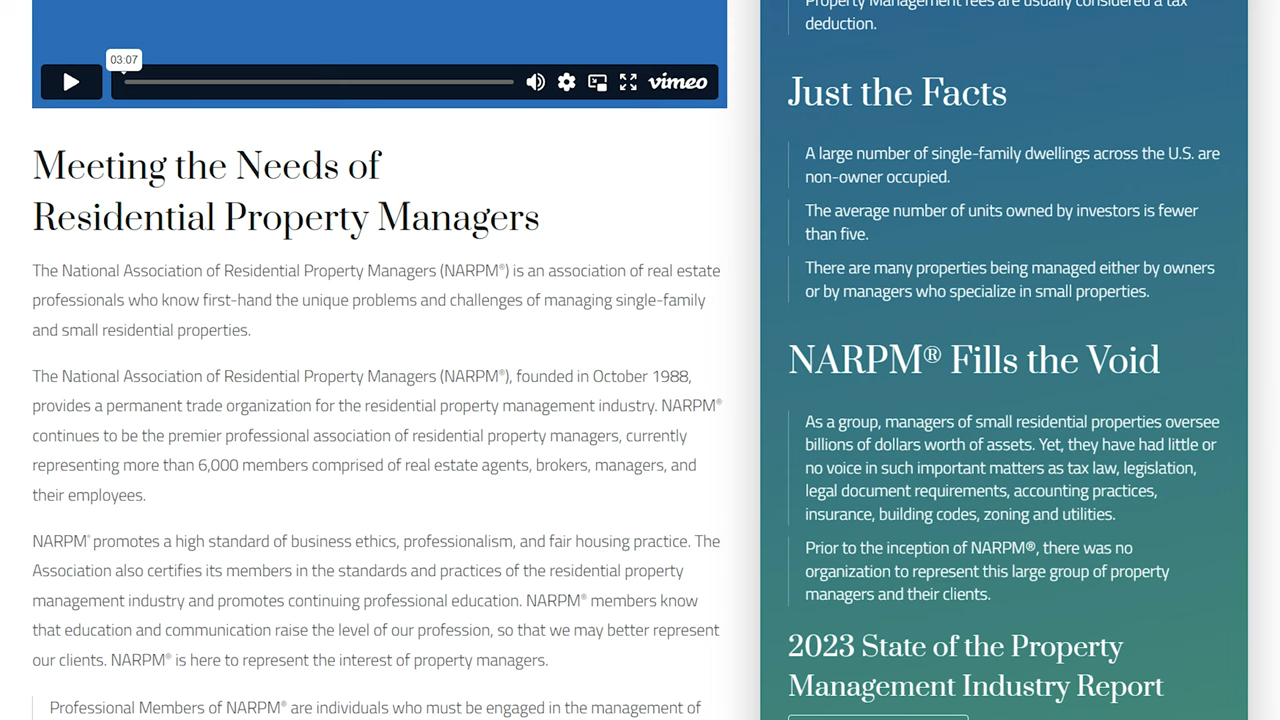 03:07
vimeo
Meeting the Needs of
Residential Property Managers
The National Association of Residential Property Managers (NARPM®) is an association of real estate
professionals who know first-hand the unique problems and challenges of managing single-family
and small residential properties.
The National Association of Residential Property Managers (NARPM®), founded in October 1988,
provides a permanent trade organization for the residential property management industry. NARPM®
continues to be the premier professional association of residential property managers, currently
representing more than 6,000 members comprised of real estate agents, brokers, managers, and
their employees.
NARPM® promotes a high standard of business ethics, professionalism, and fair housing practice. The
Association also certifies its members in the standards and practices of the residential property
management industry and promotes continuing professional education. NARPM® members know
that education and communication raise the level of our profession, so that we may better represent
our clients. NARPM® is here to represent the interest of property managers.
Professional Members of NARPM® are individuals who must be engaged in the management of
Property Management fees are usually considered a tax
deduction.
Just the Facts
A large number of single-family dwellings across the U.S. are
non-owner occupied.
The average number of units owned by investors is fewer
than five.
There are many properties being managed either by owners
or by managers who specialize in small properties.
NARPM® Fills the Void
As a group, managers of small residential properties oversee
billions of dollars worth of assets. Yet, they have had little or
no voice in such important matters as tax law, legislation,
legal document requirements, accounting practices,
insurance, building codes, zoning and utilities.
Prior to the inception of NARPM®, there was no
organization to represent this large group of property
managers and their clients.
2023 State of the Property
Management Industry Report